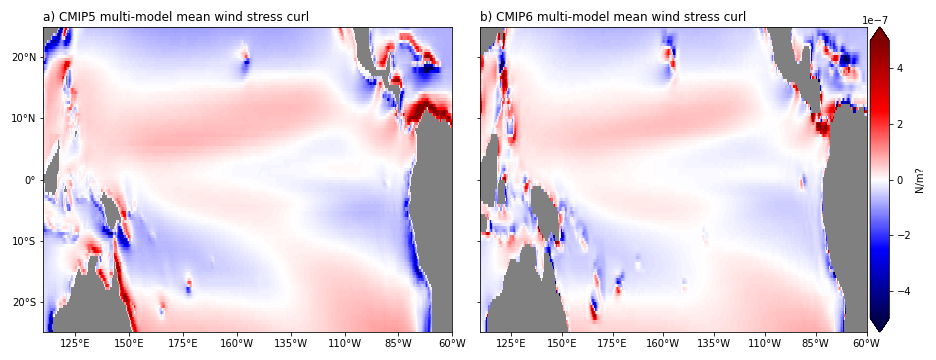 a) CMIP5 multi-model mean wind stress curl
b) CMIP6 multi-model mean wind stress curl
1e−7
20°N
10°N
0°
10°S
20°S
125°E
150°E
175°E
160°W
135°W
110°W
85°W
60°W
125°E
150°E
175°E
160°W
135°W
110°W
85°W
60°W
4
2
0
−2
−4
N/m?